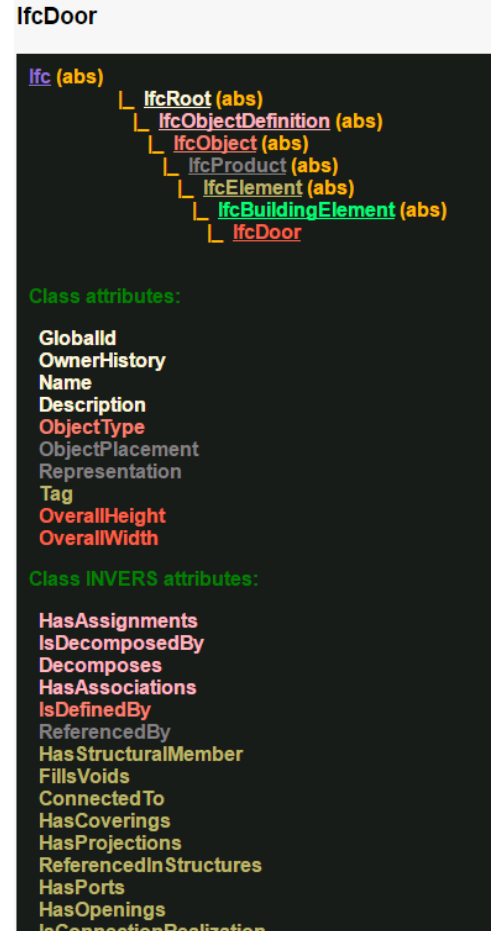 IfcDoor
Ifc (abs)
|_ IfcRoot (abs)
|_ IfcObjectDefinition (abs)
|_ IfcObject (abs)
|_ IfcProduct (abs)
|_ IfcElement (abs)
|_ IfcBuildingElement (abs)
|_ IfcDoor
Class attributes:
GlobalId
OwnerHistory
Name
Description
ObjectType
ObjectPlacement
Representation
Tag
OverallHeight
OverallWidth
Class INVERS attributes:
HasAssignments
IsDecomposedBy
Decomposes
HasAssociations
IsDefinedBy
ReferencedBy
HasStructuralMember
FillsVoids
ConnectedTo
HasCoverings
HasProjections
ReferencedInStructures
HasPorts
HasOpenings
IsConnectionRealization